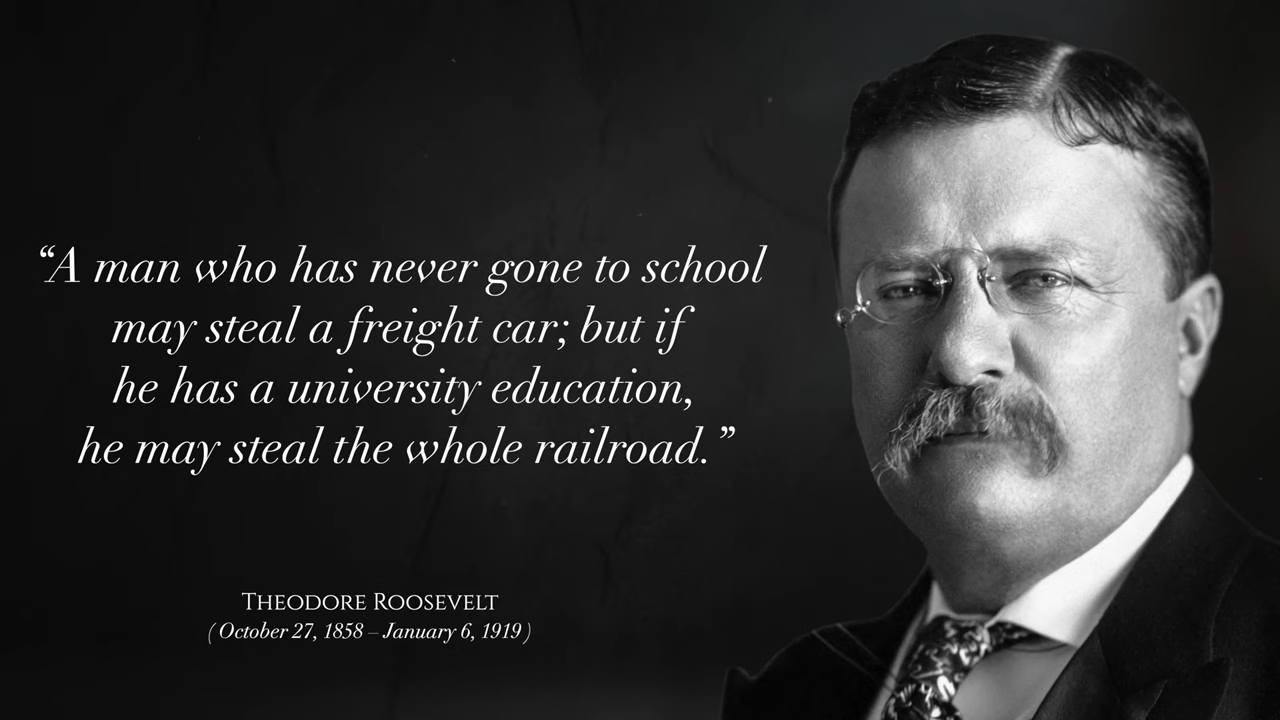 “A man who has never gone to school
may steal a freight car; but if
he has a university education,
he may steal the whole railroad.”
Theodore Roosevelt
(October 27, 1858 – January 6, 1919)